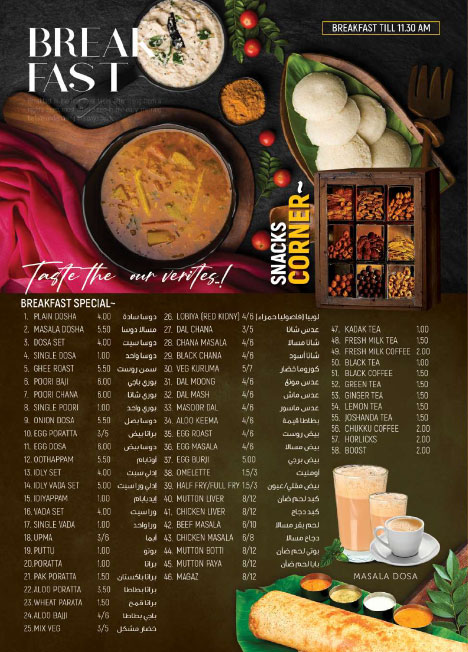 BREAK
FAST
BREAKFAST TILL 11.30 AM
SNACKS
CORNER~
Taste the our verites..!
BREAKFAST SPECIAL~
1. PLAIN DOSHA 4.00 دوسا سادة
2. MASALA DOSHA 5.50 مسالا دوسا
3. DOSA SET 4.00 دوسا سيت
4. SINGLE DOSA 1.00 دوسا واحد
5. GHEE ROAST 5.50 سمن روست
6. POORI BAJI 6.00 بوري باجي
7. POORI CHANA 6.00 بوري شانا
8. SINGLE POORI 1.00 بوري واحد
9. ONION DOSA 5.50 دوسا بصل
10. EGG PORATTA 3/5 براتا بيض
11. EGG DOSA 6.00 دوسا بيض
12. OOTHAPPAM 5.50 أوتابام
13. IDLY SET 4.00 ادلي سيت
14. IDLY VADA SET 5.00 ادلي ورا سيت
15. IDIYAPPAM 1.00 أيديابام
16. VADA SET 4.00 ورا سيت
17. SINGLE VADA 1.00 ورا واحد
18. UPMA 3/6 أبما
19. PUTTU 1.00 بوتو
20. PORATTA 1.00 براتا
21. PAK PORATTA 1.50 براتا باكستان
22. ALOO PORATTA 3.50 براتا بطاطا
23. WHEAT PARATA 1.50 براتا قمح
24. ALOO BAJJI 4/6 باجي بطاطا
25. MIX VEG 3/5 خضار مشكل
26. LOBIYA (RED KIDNY) 4/6 لوبيا (فاصوليا حمراء)
27. DAL CHANA 3/5 عدس شانا
28. CHANA MASALA 4/6 شانا مسالا
29. BLACK CHANA 4/6 شانا أسود
30. VEG KURUMA 5/7 كوروما خضار
31. DAL MOONG 4/6 عدس مونق
32. DAL MASH 4/6 عدس ماش
33. MASOOR DAL 4/6 عدس ماسور
34. ALOO KEEMA 4/6 بطاطا قيمة
35. EGG ROAST 4/6 بيض روست
36. EGG MASALA 4/6 بيض مسالا
37. EGG BURJI 5.00 بيض برجي
38. OMELETTE 1.5/3 اومليت
39. HALF FRY/FULL FRY 1.5/3 بيض مقلي/عيون
40. MUTTON LIVER 8/12 كبد لحم ضأن
41. CHICKEN LIVER 8/12 كبد دجاج
42. BEEF MASALA 6/10 لحم بقر مسالا
43. CHICKEN MASALA 6/8 دجاج مسالا
44. MUTTON BOTTI 8/12 بوتي لحم ضأن
45. MUTTON PAYA 8/12 بايا لحم ضأن
46. MAGAZ 8/12
47. KADAK TEA 1.00
48. FRESH MILK TEA 1.50
49. FRESH MILK COFFEE 2.00
50. BLACK TEA 1.00
51. BLACK COFFEE 1.50
52. GREEN TEA 1.50
53. GINGER TEA 1.50
54. LEMON TEA 1.50
55. JOSHANDA TEA 1.50
56. CHUKKU COFFEE 2.00
57. HORLICKS 2.00
58. BOOST 2.00
MASALA DOSA